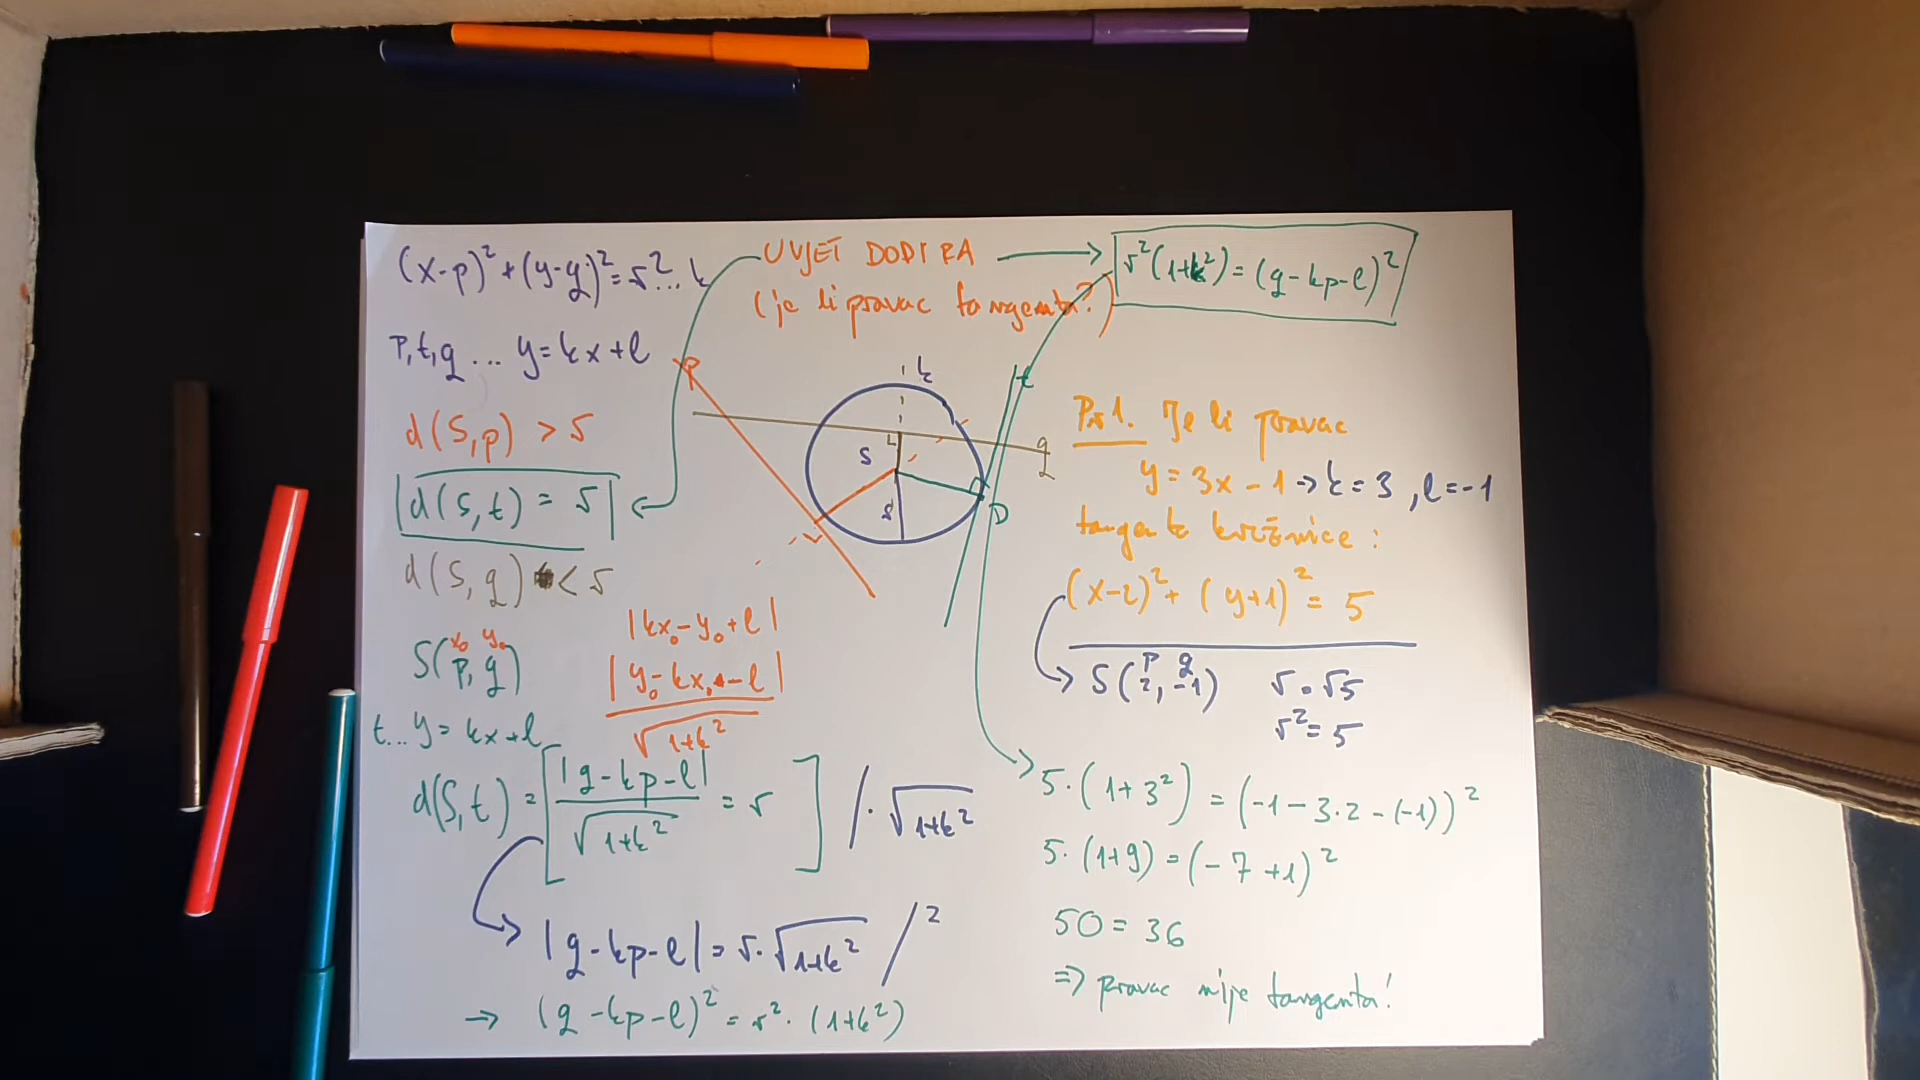 (x-p)² + (y-q)² = r² ... k
p, t, q ... y = kx + l
d(S,p) > r
d(S,t) = r
d(S,q) < r
S(p, q)
x₀ y₀
t... y = kx + l
|kx₀ - y₀ + l|
|y₀ - kx₀ - l|
√1+k²
d(S,t) = [ |q - kp - l| / √1+k² = r ] / · √1+k²
|q - kp - l| = r · √1+k² /²
→ (q - kp - l)² = r² · (1+k²)
UVJET DODIRA → r²(1+k²) = (q - kp - l)²
(je li pravac tangenta?)
p
k
t
q
S
r
D
Pr 1. Je li pravac
y = 3x - 1 → k = 3, l = -1
tangenta kružnice:
(x-2)² + (y+1)² = 5
p q
S(2, -1) r = √5
r² = 5
5 · (1 + 3²) = (-1 - 3·2 - (-1))²
5 · (1+9) = (-7 + 1)²
50 = 36
⇒ pravac nije tangenta!